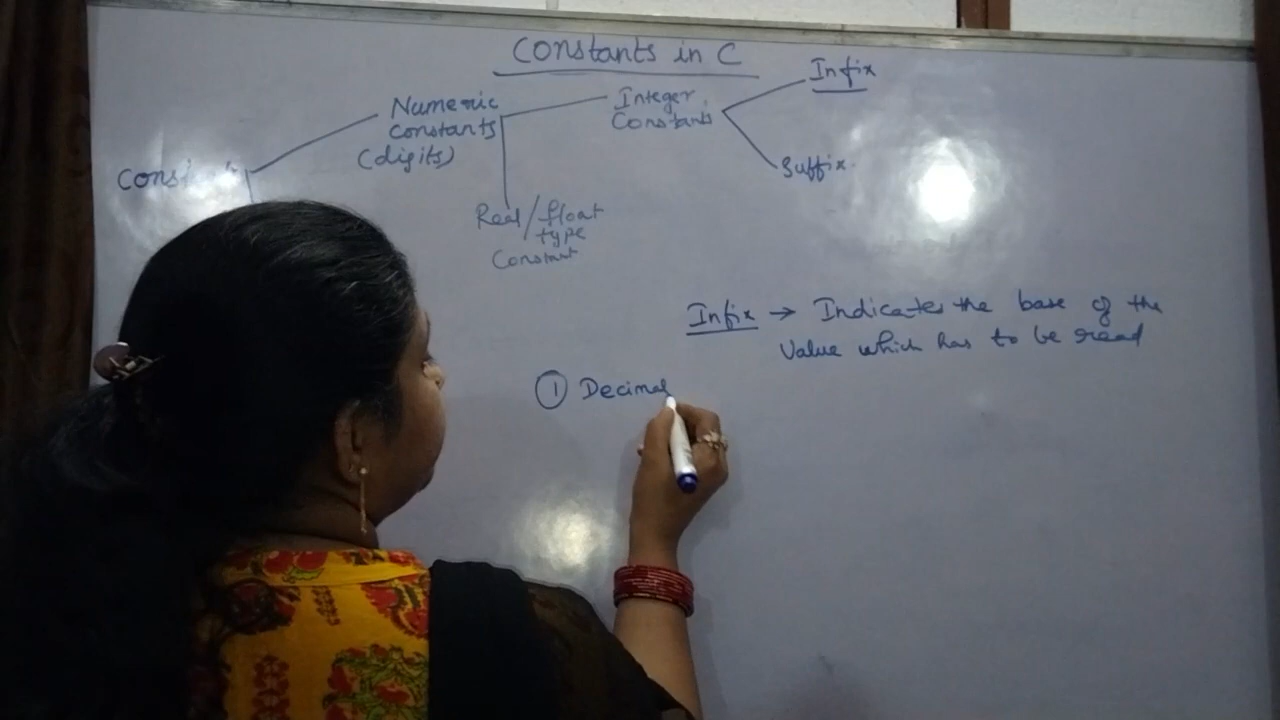 Constants in C
Infix
Numeric
constants
(digits)
Integer
Constants
Suffix
Real/float
type
Constant
Infix → Indicates the base of the
Value which has to be read
① Decimal